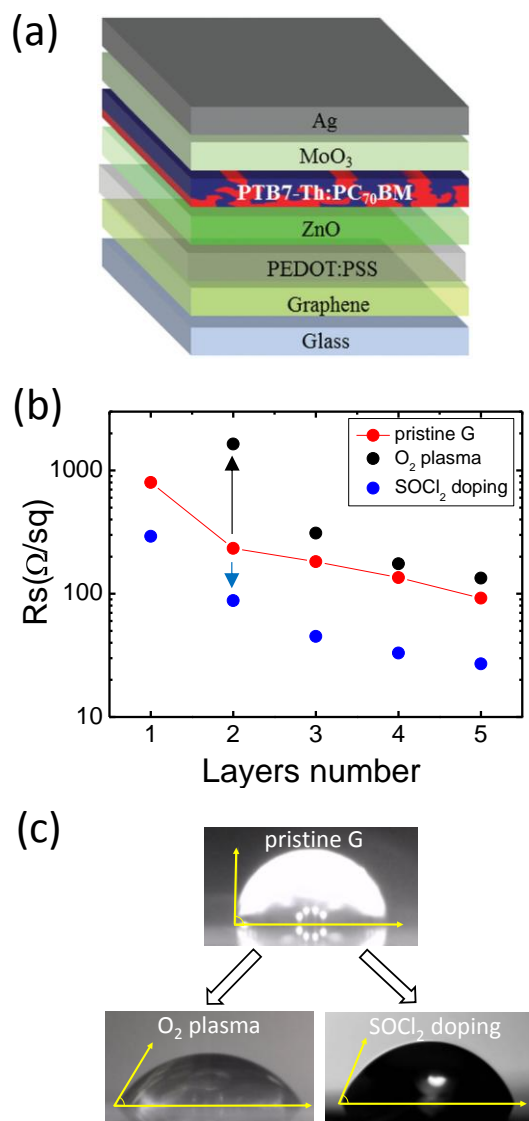 (a)
Ag
MoO₃
PTB7-Th:PC₇₀BM
ZnO
PEDOT:PSS
Graphene
Glass
(b)
pristine G
O₂ plasma
SOCl₂ doping
1000
100
10
Rs(Ω/sq)
1 2 3 4 5
Layers number
(c)
pristine G
O₂ plasma
SOCl₂ doping